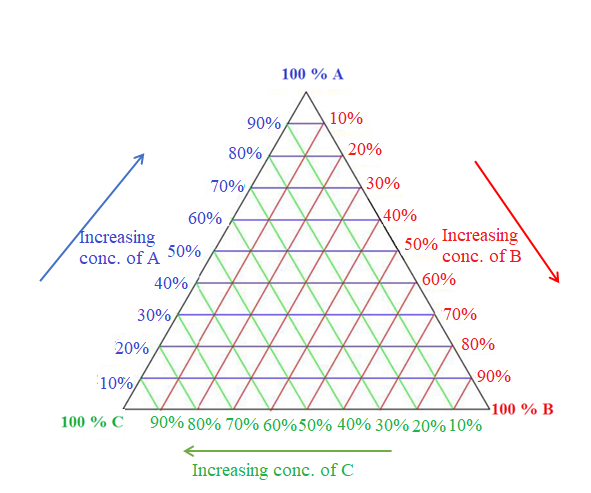 100 % A
90%
10%
80%
20%
70%
30%
60%
40%
Increasing
conc. of A
50%
50%
Increasing
conc. of B
40%
60%
30%
70%
20%
80%
10%
90%
100 % C
100 % B
90% 80% 70% 60% 50% 40% 30% 20% 10%
Increasing conc. of C